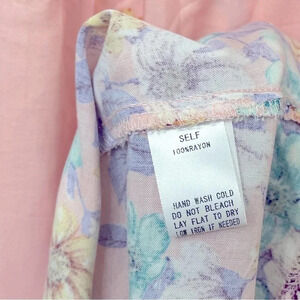 SELF
100%RAYON
HAND WASH COLD
DO NOT BLEACH
LAY FLAT TO DRY
LOW IRON IF NEEDED